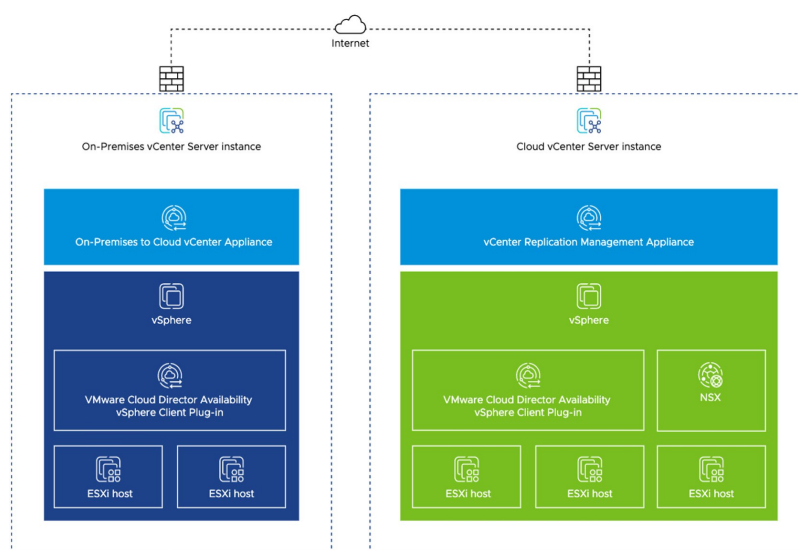 Internet
On-Premises vCenter Server instance
On-Premises to Cloud vCenter Appliance
vSphere
VMware Cloud Director Availability
vSphere Client Plug-in
ESXi host
ESXi host
Cloud vCenter Server instance
vCenter Replication Management Appliance
vSphere
VMware Cloud Director Availability
vSphere Client Plug-in
NSX
ESXi host
ESXi host
ESXi host